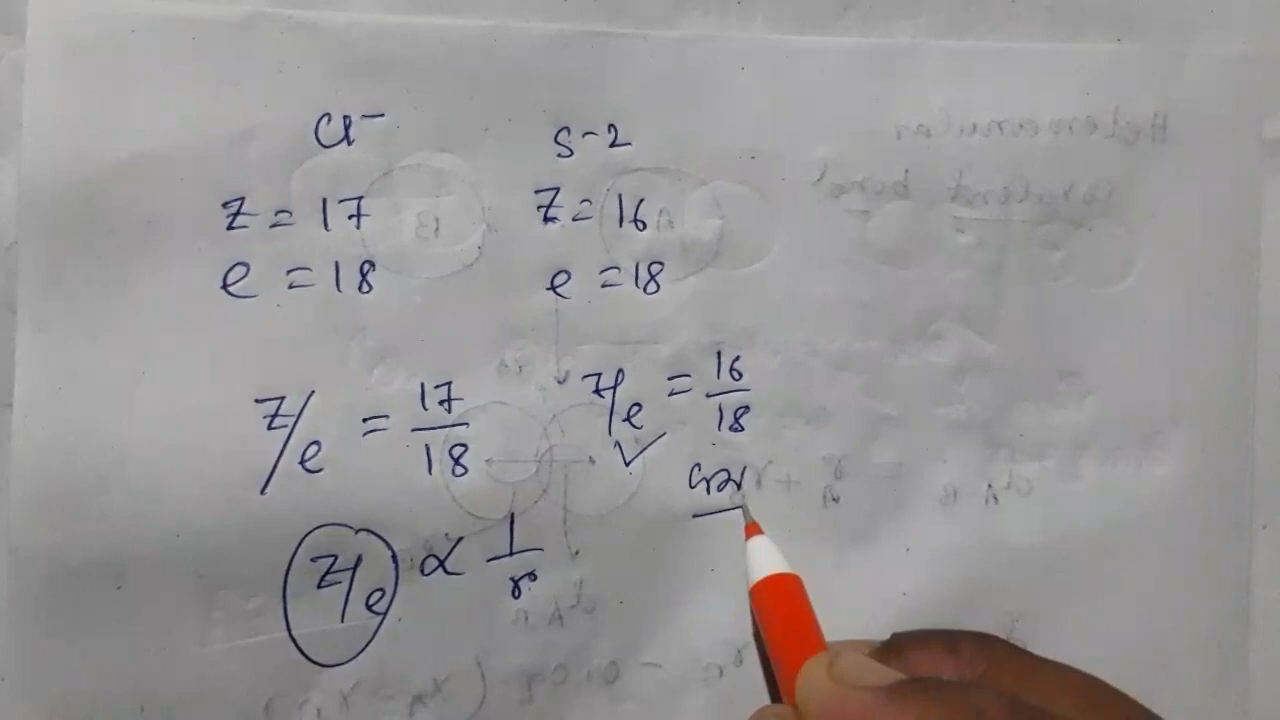 Cl⁻ S-2
Z = 17 Z = 16
e = 18 e = 18
Z/e = 17/18 Z/e = 16/18
Z/e ∝ 1/r